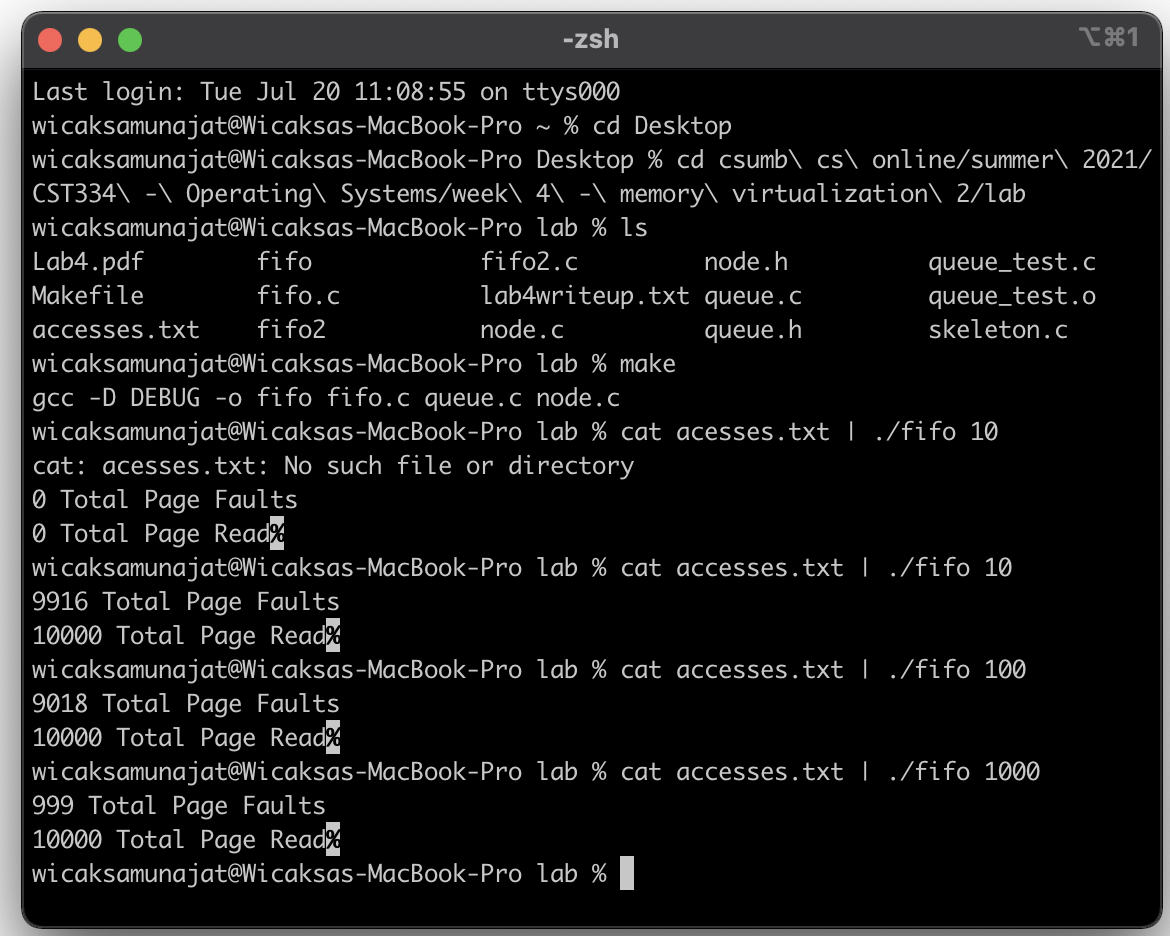 -zsh
⌥⌘1
Last login: Tue Jul 20 11:08:55 on ttys000
wicaksamunajat@Wicaksas-MacBook-Pro ~ % cd Desktop
wicaksamunajat@Wicaksas-MacBook-Pro Desktop % cd csumb\ cs\ online/summer\ 2021/
CST334\ -\ Operating\ Systems/week\ 4\ -\ memory\ virtualization\ 2/lab
wicaksamunajat@Wicaksas-MacBook-Pro lab % ls
Lab4.pdf        fifo            fifo2.c         node.h          queue_test.c
Makefile        fifo.c          lab4writeup.txt queue.c         queue_test.o
accesses.txt    fifo2           node.c          queue.h         skeleton.c
wicaksamunajat@Wicaksas-MacBook-Pro lab % make
gcc -D DEBUG -o fifo fifo.c queue.c node.c
wicaksamunajat@Wicaksas-MacBook-Pro lab % cat acesses.txt | ./fifo 10
cat: acesses.txt: No such file or directory
0 Total Page Faults
0 Total Page Read%
wicaksamunajat@Wicaksas-MacBook-Pro lab % cat accesses.txt | ./fifo 10
9916 Total Page Faults
10000 Total Page Read%
wicaksamunajat@Wicaksas-MacBook-Pro lab % cat accesses.txt | ./fifo 100
9018 Total Page Faults
10000 Total Page Read%
wicaksamunajat@Wicaksas-MacBook-Pro lab % cat accesses.txt | ./fifo 1000
999 Total Page Faults
10000 Total Page Read%
wicaksamunajat@Wicaksas-MacBook-Pro lab %